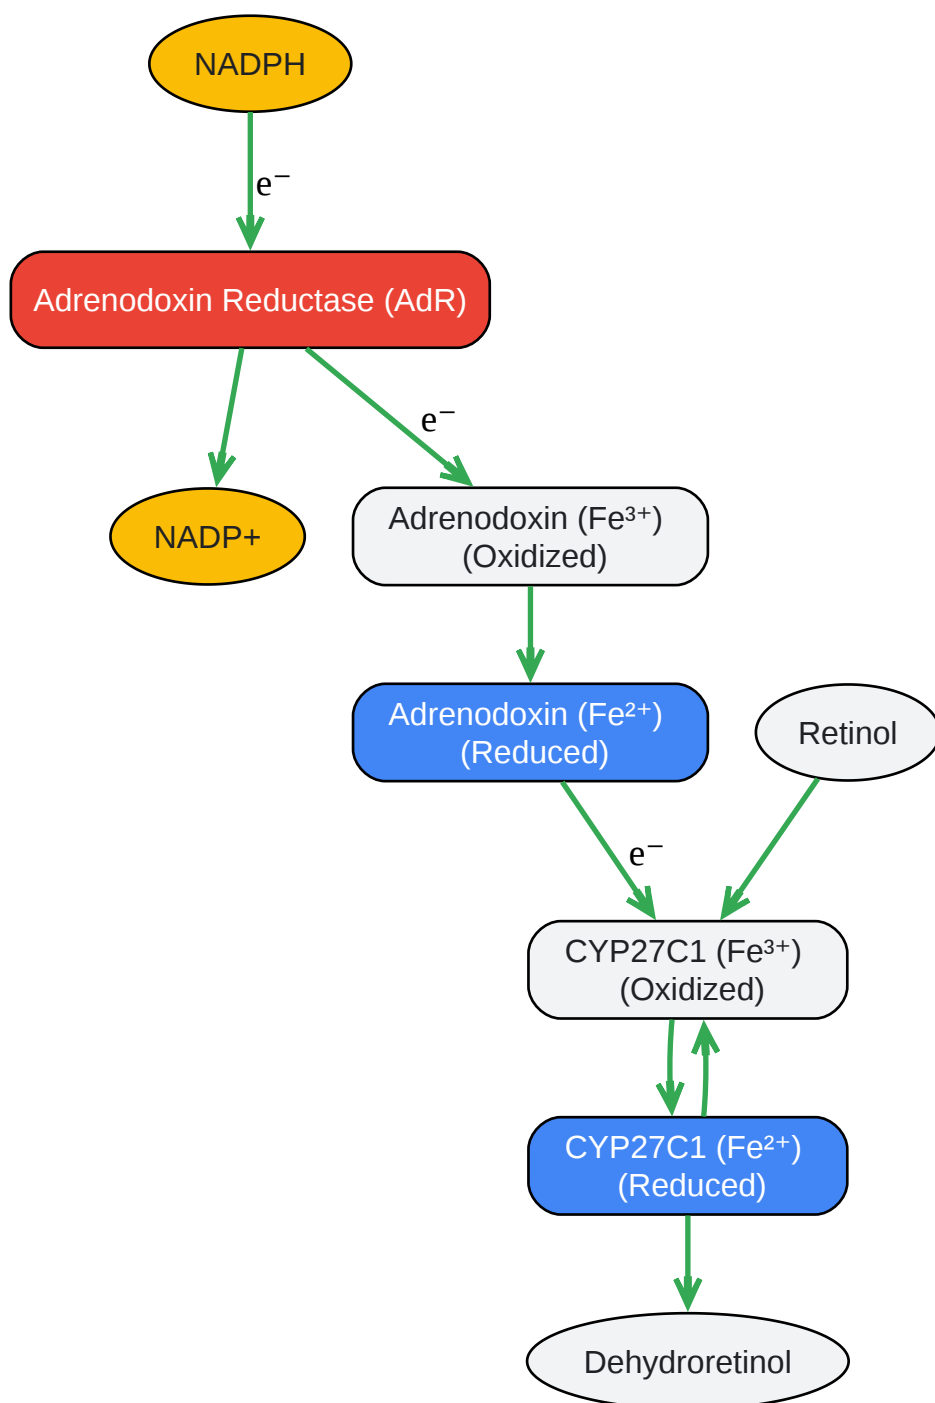 NADPH
e⁻
Adrenodoxin Reductase (AdR)
e⁻
NADP+
Adrenodoxin (Fe³⁺)
(Oxidized)
Adrenodoxin (Fe²⁺)
(Reduced)
Retinol
e⁻
CYP27C1 (Fe³⁺)
(Oxidized)
CYP27C1 (Fe²⁺)
(Reduced)
Dehydroretinol